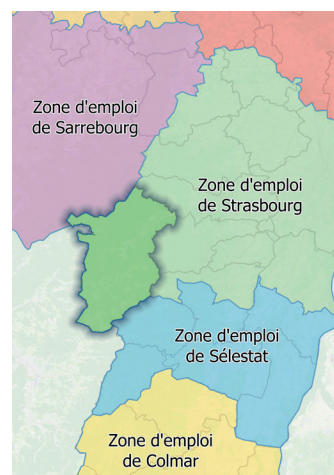 Zone d'emploi
de Sarrebourg
Zone d'emploi
de Strasbourg
Zone d'emploi
de Sélestat
Zone d'emploi
de Colmar